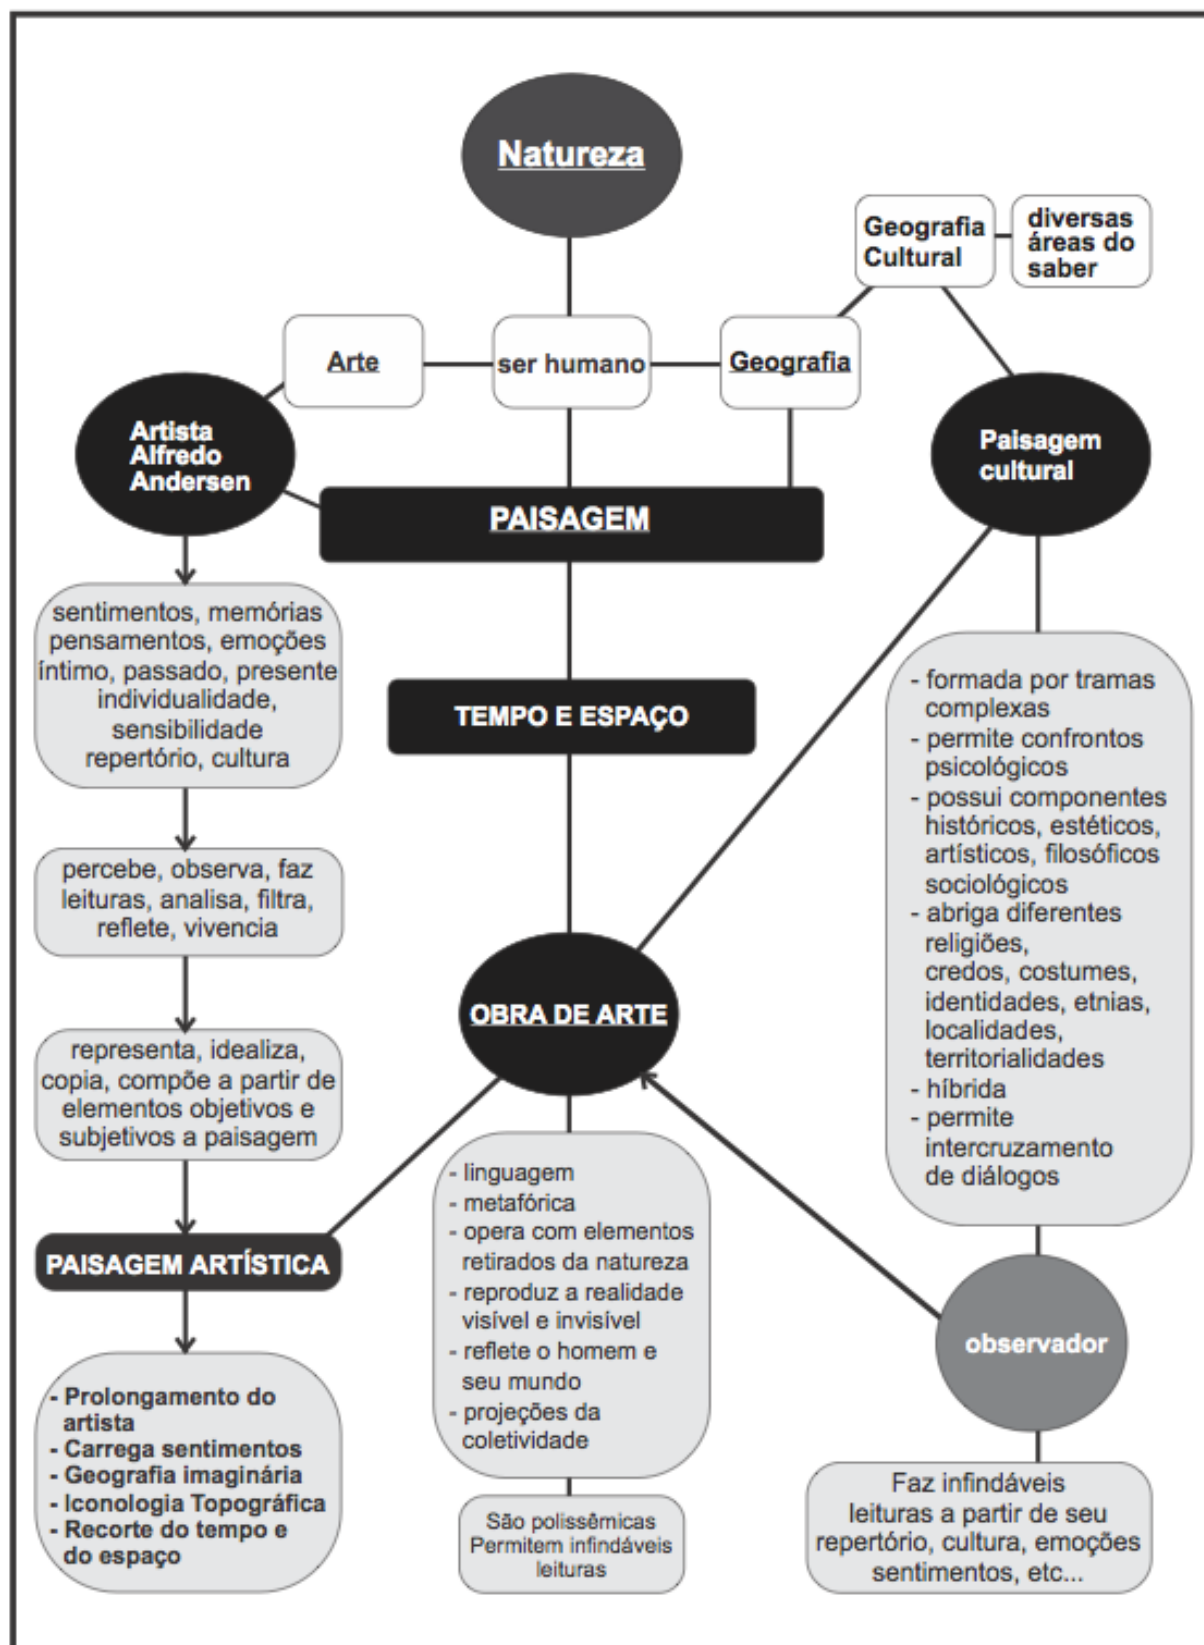 Natureza
Geografia
Cultural
diversas
áreas do
saber
Arte
ser humano
Geografia
Artista
Alfredo
Andersen
Paisagem
cultural
PAISAGEM
sentimentos, memórias
pensamentos, emoções
íntimo, passado, presente
individualidade,
sensibilidade
repertório, cultura
TEMPO E ESPAÇO
- formada por tramas
complexas
- permite confrontos
psicológicos
- possui componentes
históricos, estéticos,
artísticos, filosóficos
sociológicos
- abriga diferentes
religiões,
credos, costumes,
identidades, etnias,
localidades,
territorialidades
- híbrida
- permite
intercruzamento
de diálogos
percebe, observa, faz
leituras, analisa, filtra,
reflete, vivencia
OBRA DE ARTE
representa, idealiza,
copia, compõe a partir de
elementos objetivos e
subjetivos a paisagem
- linguagem
- metafórica
- opera com elementos
retirados da natureza
- reproduz a realidade
visível e invisível
- reflete o homem e
seu mundo
- projeções da
coletividade
PAISAGEM ARTÍSTICA
observador
- Prolongamento do
artista
- Carrega sentimentos
- Geografia imaginária
- Iconologia Topográfica
- Recorte do tempo e
do espaço
São polissêmicas
Permitem infindáveis
leituras
Faz infindáveis
leituras a partir de seu
repertório, cultura, emoções
sentimentos, etc...